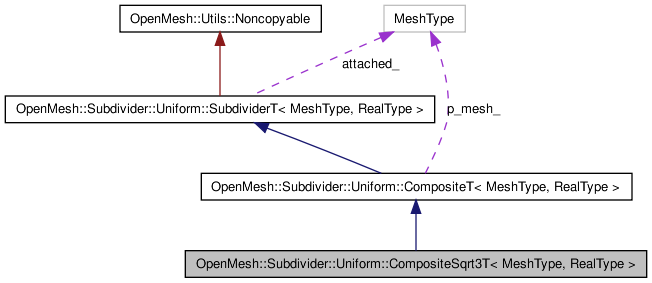 OpenMesh::Utils::Noncopyable
MeshType
attached_
OpenMesh::Subdivider::Uniform::SubdividerT< MeshType, RealType >
p_mesh_
OpenMesh::Subdivider::Uniform::CompositeT< MeshType, RealType >
OpenMesh::Subdivider::Uniform::CompositeSqrt3T< MeshType, RealType >